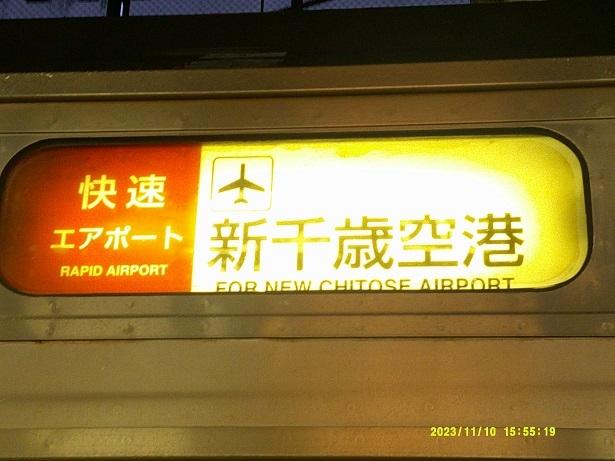 快速
エアポート
RAPID AIRPORT
新千歳空港
FOR NEW CHITOSE AIRPORT
2023/11/10 15:55:19